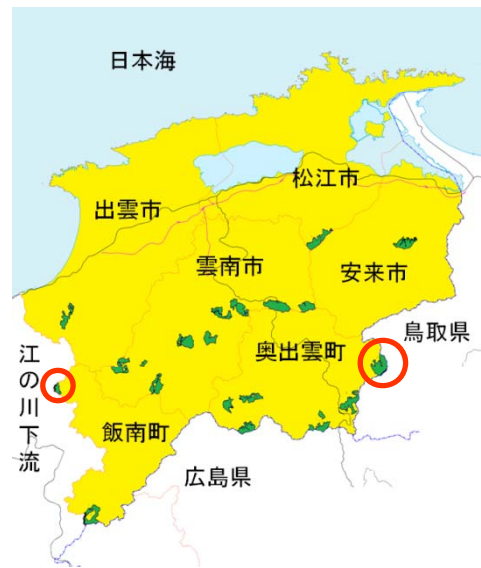 日本海
松江市
出雲市
雲南市
安来市
鳥取県
奥出雲町
江の川下流
飯南町
広島県